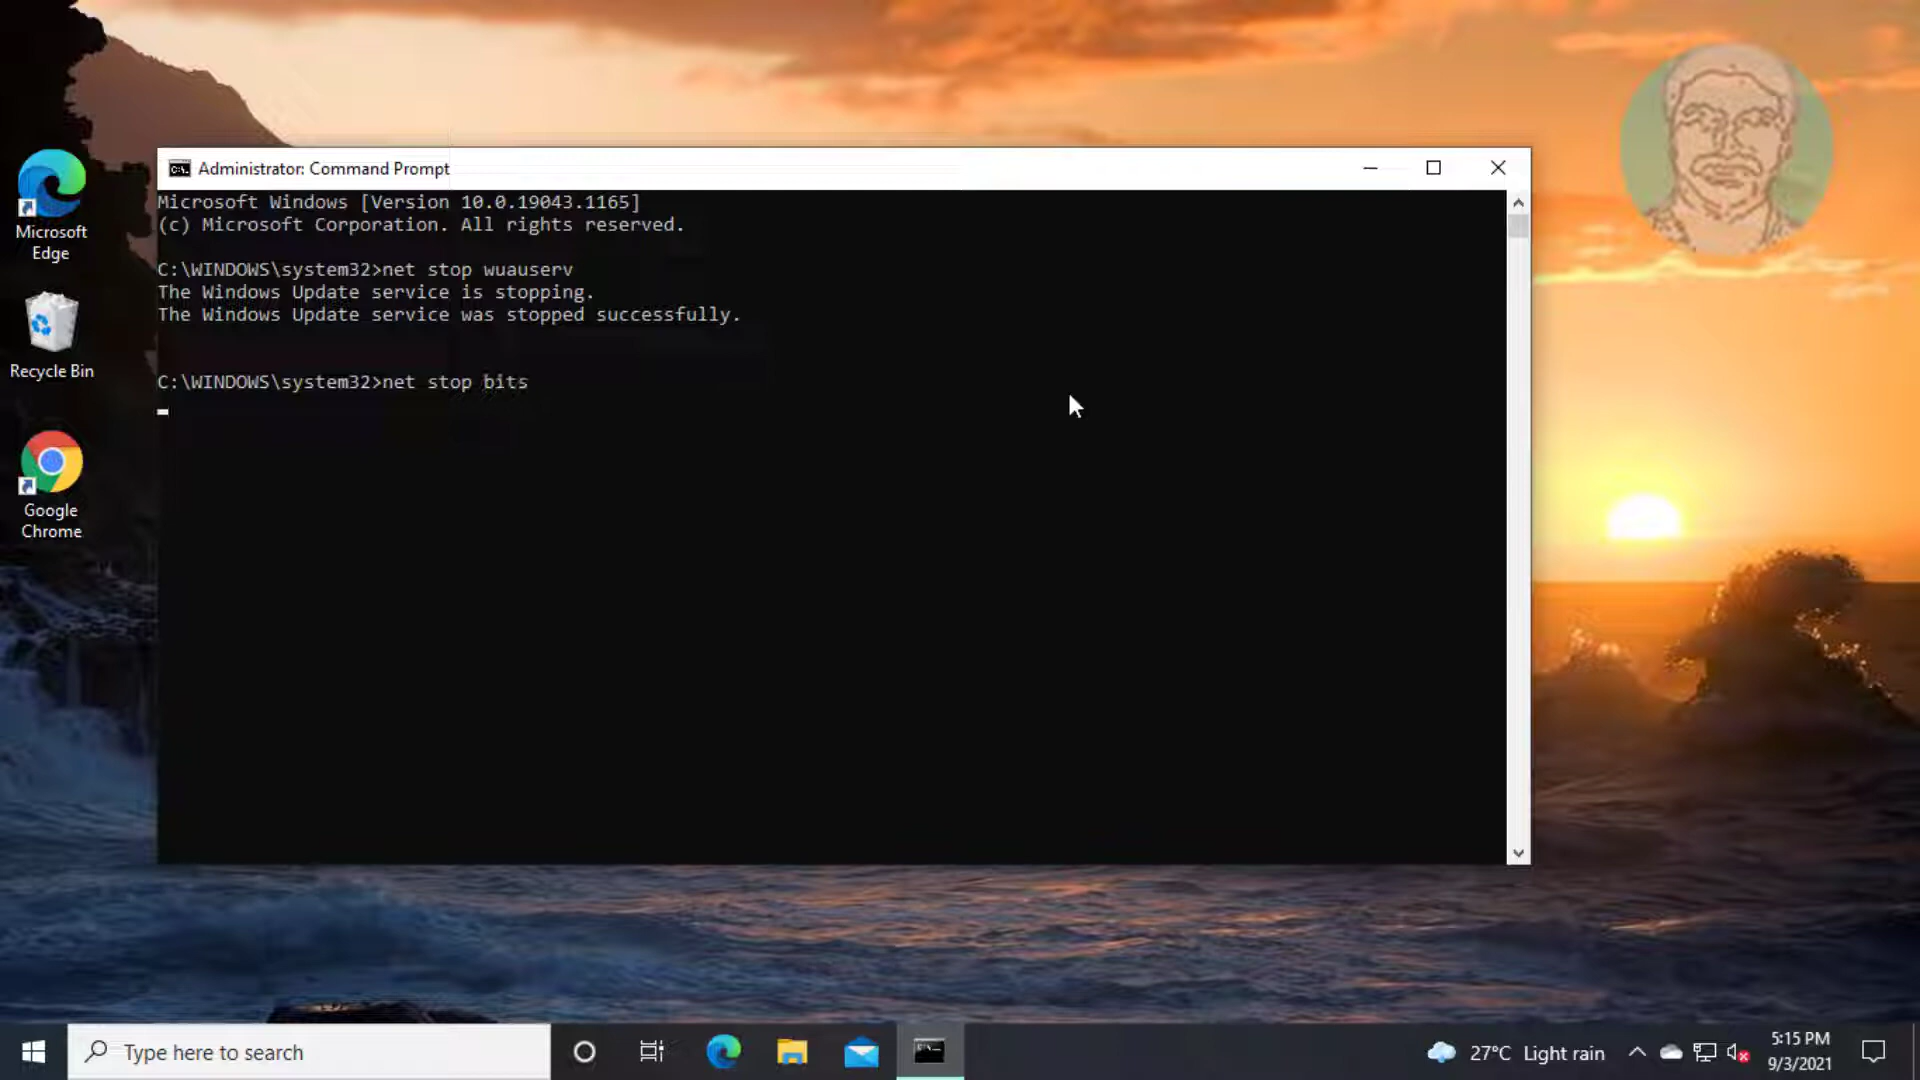 Administrator: Command Prompt
Microsoft Windows [Version 10.0.19043.1165]
(c) Microsoft Corporation. All rights reserved.
C:\WINDOWS\system32>net stop wuauserv
The Windows Update service is stopping.
The Windows Update service was stopped successfully.
C:\WINDOWS\system32>net stop bits
Microsoft
Edge
Recycle Bin
Google
Chrome
Type here to search
27°C Light rain
5:15 PM
9/3/2021